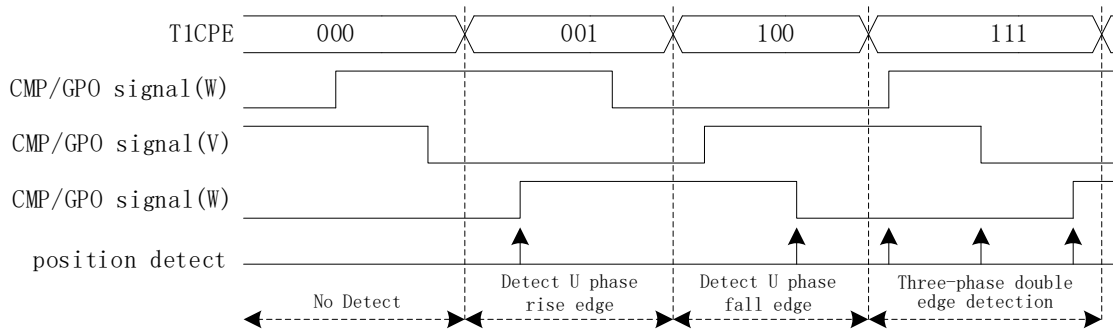 T1CPE 000 001 100 111
CMP/GPO signal(W)
CMP/GPO signal(V)
CMP/GPO signal(W)
position detect
No Detect
Detect U phase
rise edge
Detect U phase
fall edge
Three-phase double
edge detection